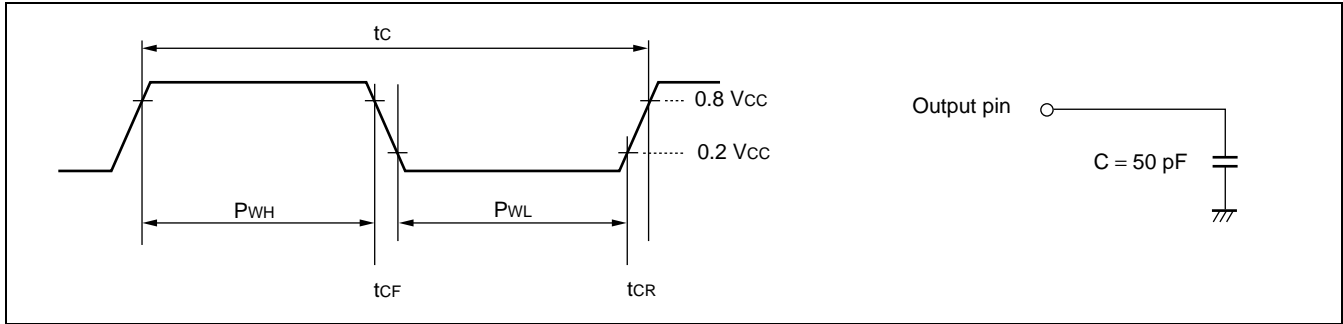 tC
0.8 VCC
0.2 VCC
PWH
PWL
tCF
tCR
Output pin
C = 50 pF